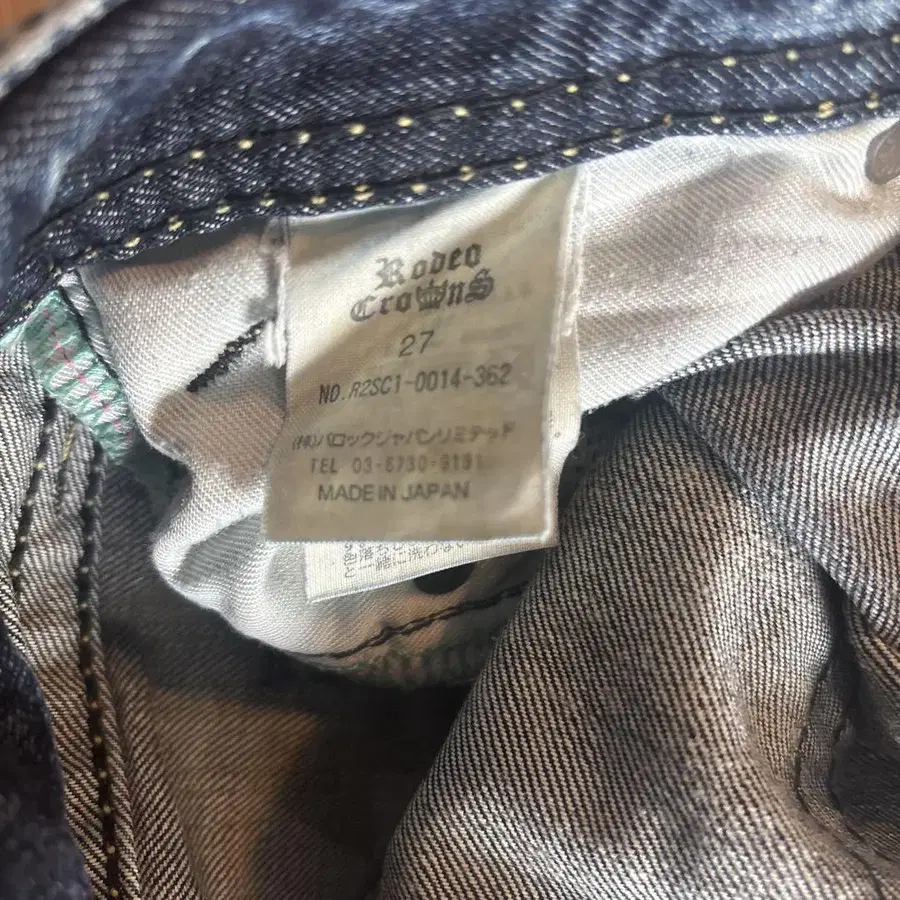 Rodeo
Crowns
27
NO.R2SC1-0014-362
(株)バロックジャパンリミテッド
TEL 03-6730-9191
MADE IN JAPAN